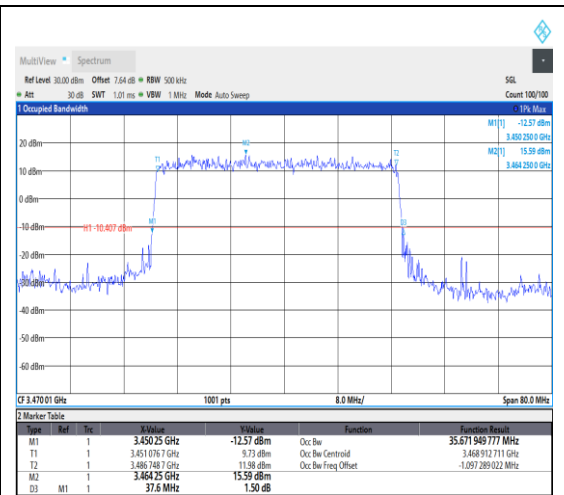 MultiView Spectrum
Ref Level 30.00 dBm Offset 7.64 dB RBW 500 kHz SGL
Att 30 dB SWT 1.01 ms VBW 1 MHz Mode Auto Sweep Count 100/100
1 Occupied Bandwidth 1Pk Max
M1[1] -12.57 dBm
3.450 250 0 GHz
M2[1] 15.59 dBm
3.464 250 0 GHz
20 dBm
M2
T1
T2
10 dBm
0 dBm
M1
D3
-10 dBm
H1 -10.407 dBm
-20 dBm
-30 dBm
-40 dBm
-50 dBm
-60 dBm
CF 3.470 01 GHz 1001 pts 8.0 MHz/ Span 80.0 MHz
2 Marker Table
Type Ref Trc X-Value Y-Value Function Function Result
M1 1 3.450 25 GHz -12.57 dBm Occ Bw 35.671 949 777 MHz
T1 1 3.451 076 7 GHz 9.73 dBm Occ Bw Centroid 3.468 912 711 GHz
T2 1 3.486 748 7 GHz 11.98 dBm Occ Bw Freq Offset -1.097 289 022 MHz
M2 1 3.464 25 GHz 15.59 dBm
D3 M1 1 37.6 MHz 1.50 dB